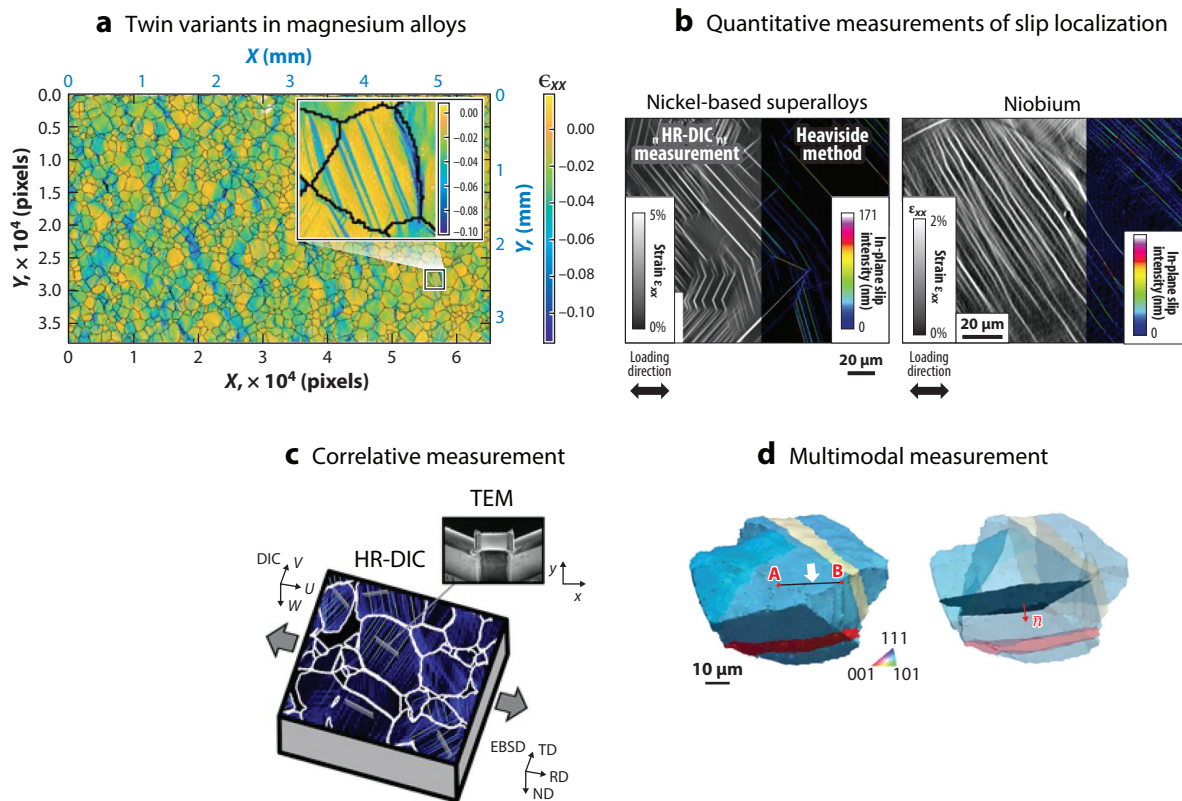 a Twin variants in magnesium alloys
X (mm)
0 1 2 3 4 5
ϵxx
0.0
0.5
1.0
1.5
2.0
2.5
3.0
3.5
Y, × 10⁴ (pixels)
0.00
−0.02
−0.04
−0.06
−0.08
−0.10
0
1
2
3
Y, (mm)
0.00
−0.02
−0.04
−0.06
−0.08
−0.10
0 1 2 3 4 5 6
X, × 10⁴ (pixels)
b Quantitative measurements of slip localization
Nickel-based superalloys
HR-DIC
measurement
Heaviside
method
5%
Strain εxx
0%
171
In-plane slip
intensity (nm)
0
Loading
direction
20 µm
Niobium
εxx
2%
Strain εxx
0%
20 µm
In-plane slip
intensity (nm)
0
Loading
direction
c Correlative measurement
TEM
HR-DIC
DIC
V
U
W
y
x
EBSD
TD
RD
ND
d Multimodal measurement
A
B
n̄
10 µm
111
001 101